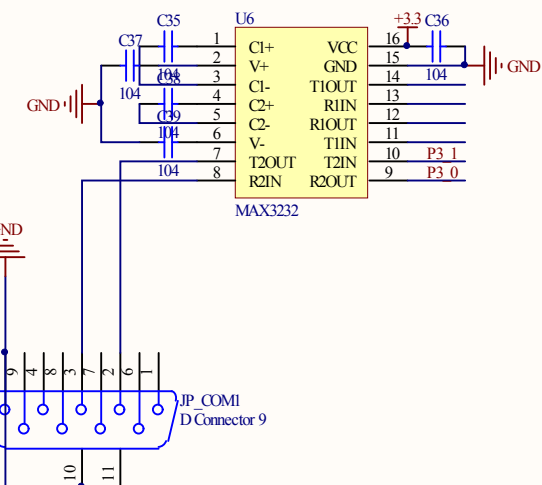 C35
U6
+3.3
C36
C37
1
C1+
VCC
16
2
V+
GND
15
GND
104
3
C1-
T1OUT
14
104
104
C38
4
C2+
R1IN
13
GND
5
C2-
R1OUT
12
C39
104
6
V-
T1IN
11
7
T2OUT
T2IN
10
P3_1
104
8
R2IN
R2OUT
9
P3_0
MAX3232
ND
9
4
8
3
7
2
6
1
JP_COM1
D Connector 9
10
11